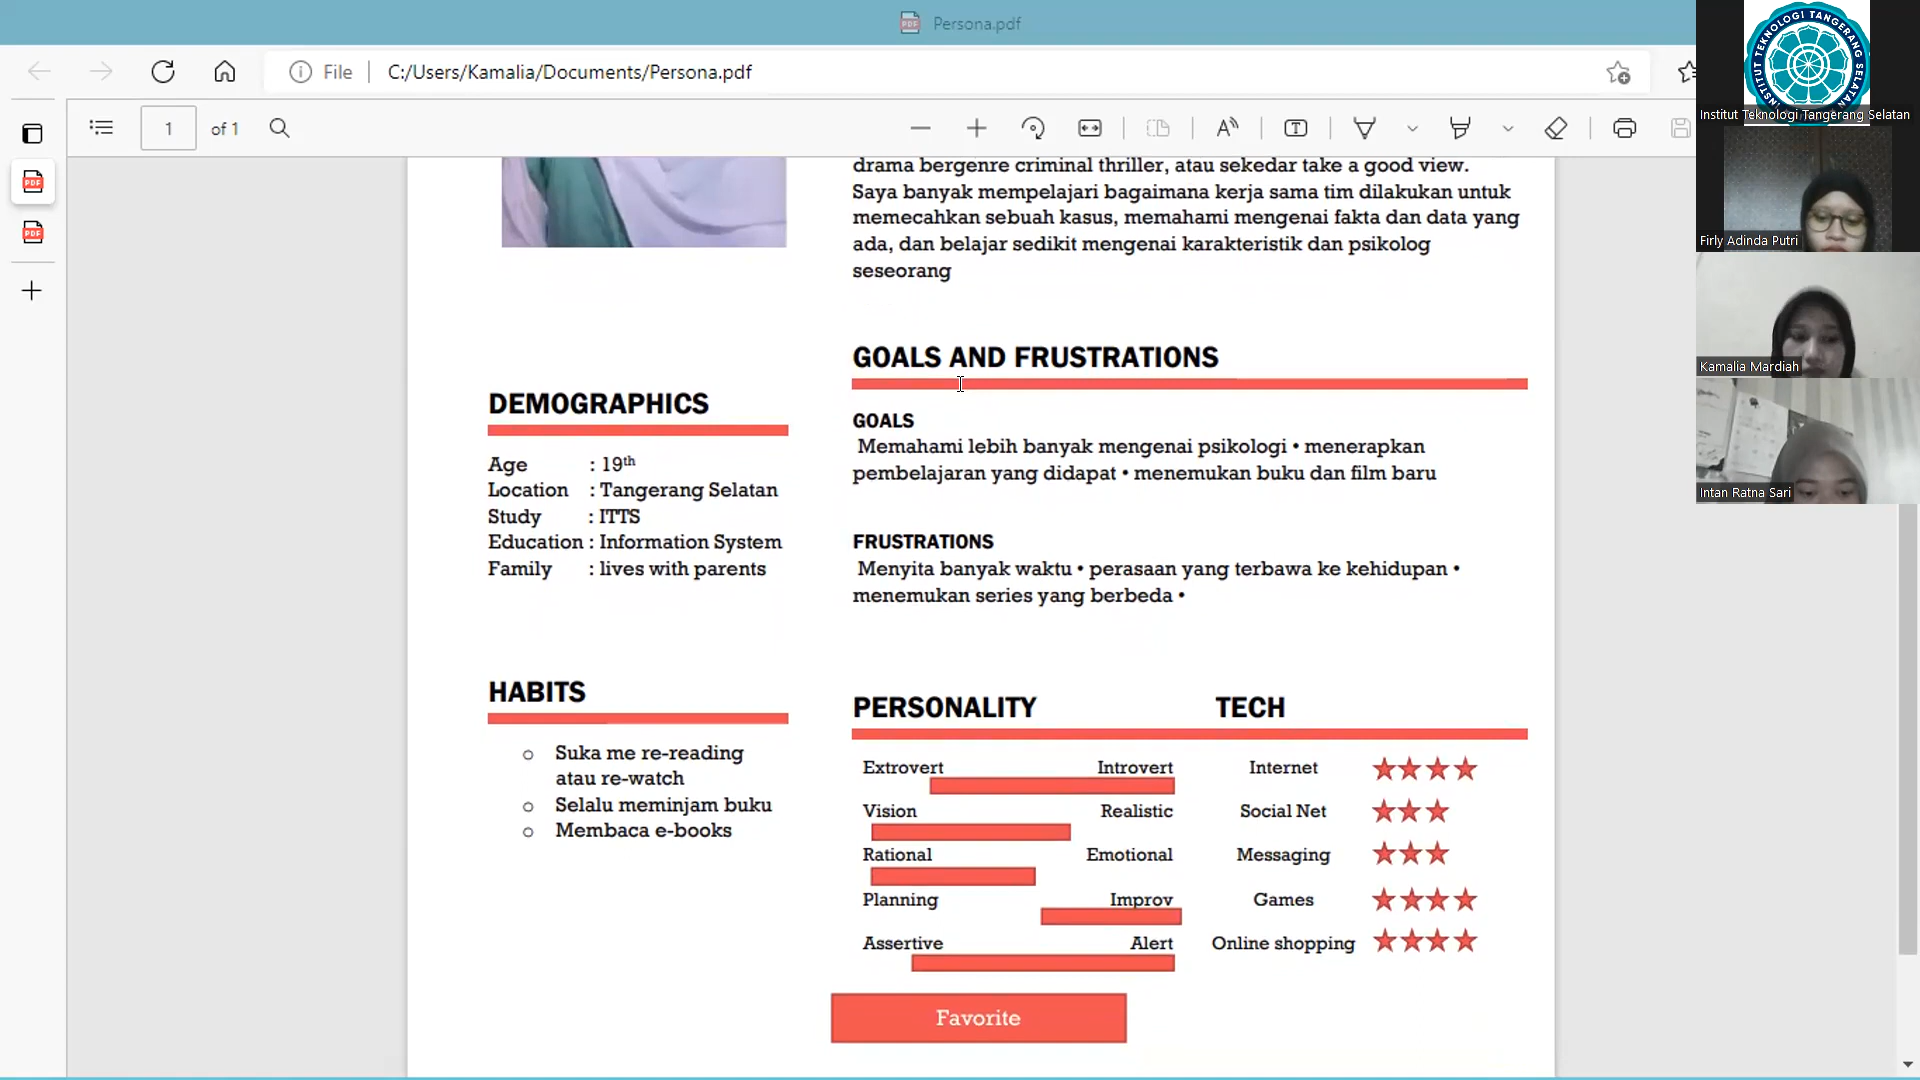 Persona.pdf
File
C:/Users/Kamalia/Documents/Persona.pdf
1
of 1
drama bergenre criminal thriller, atau sekedar take a good view.
Saya banyak mempelajari bagaimana kerja sama tim dilakukan untuk
memecahkan sebuah kasus, memahami mengenai fakta dan data yang
ada, dan belajar sedikit mengenai karakteristik dan psikolog
seseorang
DEMOGRAPHICS
Age : 19th
Location : Tangerang Selatan
Study : ITTS
Education : Information System
Family : lives with parents
HABITS
Suka me re-reading
atau re-watch
Selalu meminjam buku
Membaca e-books
GOALS AND FRUSTRATIONS
GOALS
Memahami lebih banyak mengenai psikologi • menerapkan
pembelajaran yang didapat • menemukan buku dan film baru
FRUSTRATIONS
Menyita banyak waktu • perasaan yang terbawa ke kehidupan •
menemukan series yang berbeda •
PERSONALITY
Extrovert Introvert
Vision Realistic
Rational Emotional
Planning Improv
Assertive Alert
TECH
Internet
Social Net
Messaging
Games
Online shopping
Favorite
INSTITUT TEKNOLOGI TANGERANG SELATAN
Institut Teknologi Tangerang Selatan
Firly Adinda Putri
Kamalia Mardiah
Intan Ratna Sari